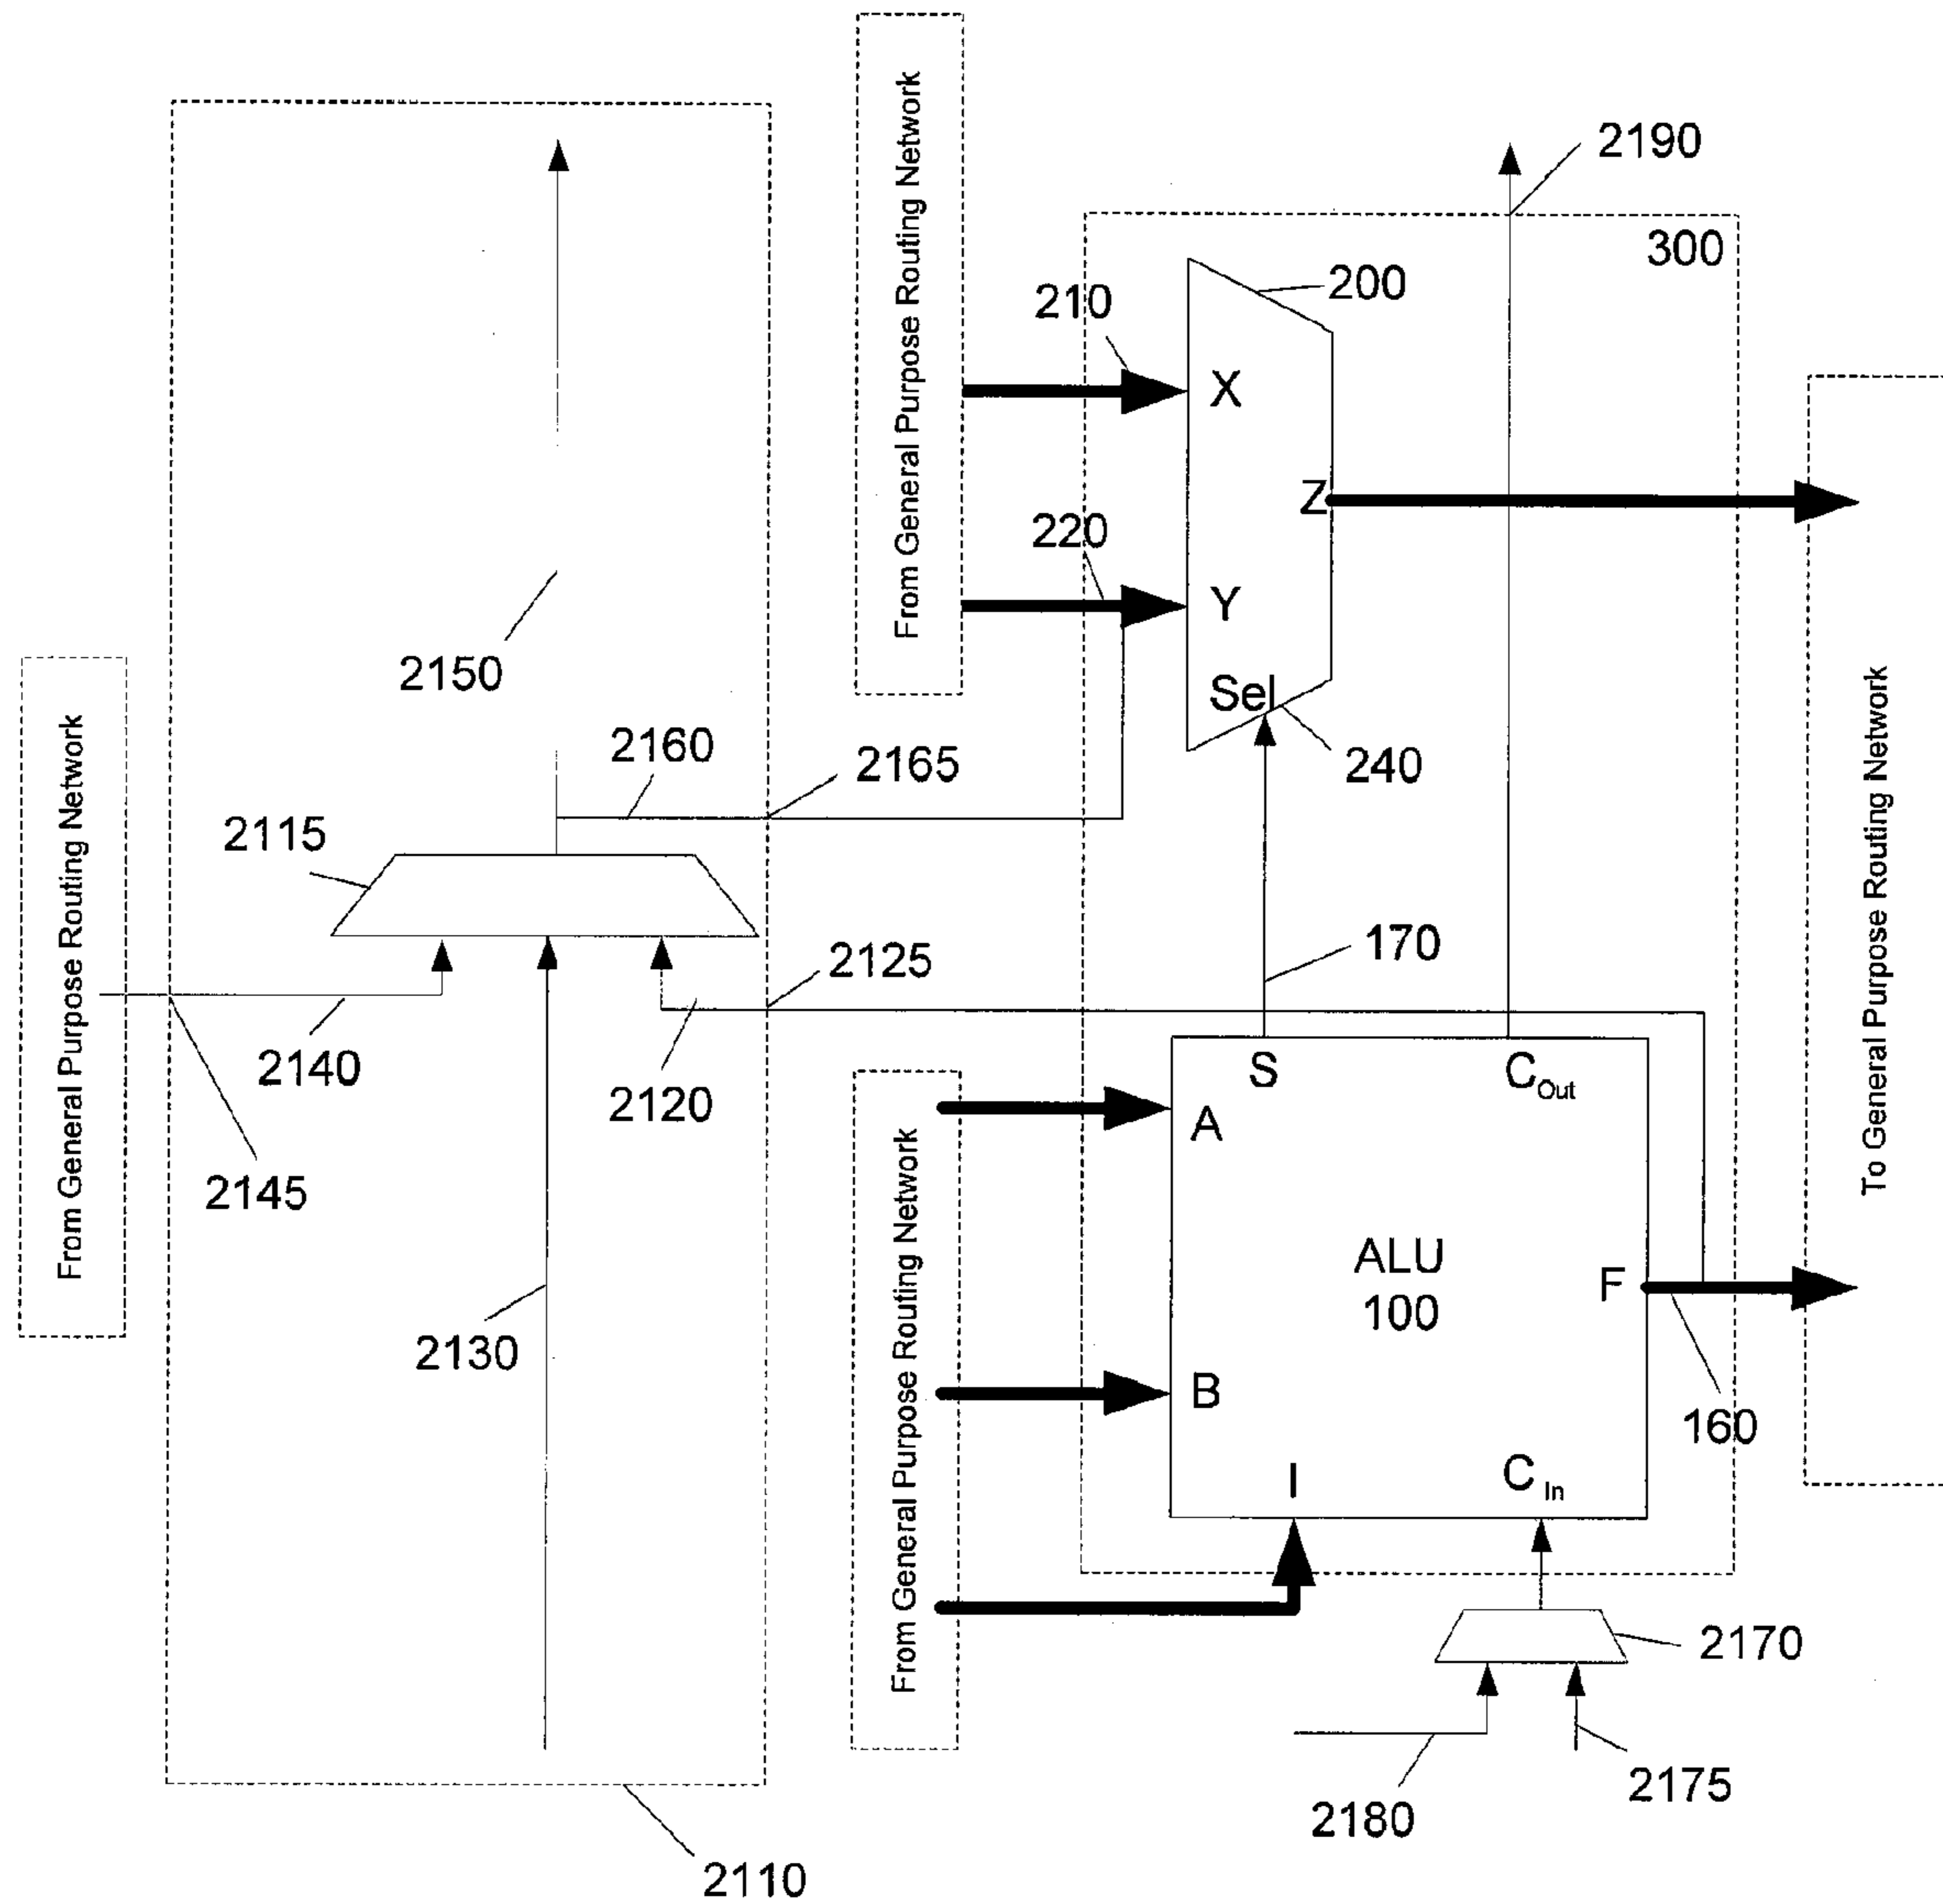 From General Purpose Routing Network
2190
300
200
210
X
Z
220
Y
2150
Sel
2160
2165
240
From General Purpose Routing Network
2115
To General Purpose Routing Network
170
2125
2140
2120
S
C Out
A
2145
From General Purpose Routing Network
ALU
100
F
2130
B
160
I
C In
2170
2180
2175
2110